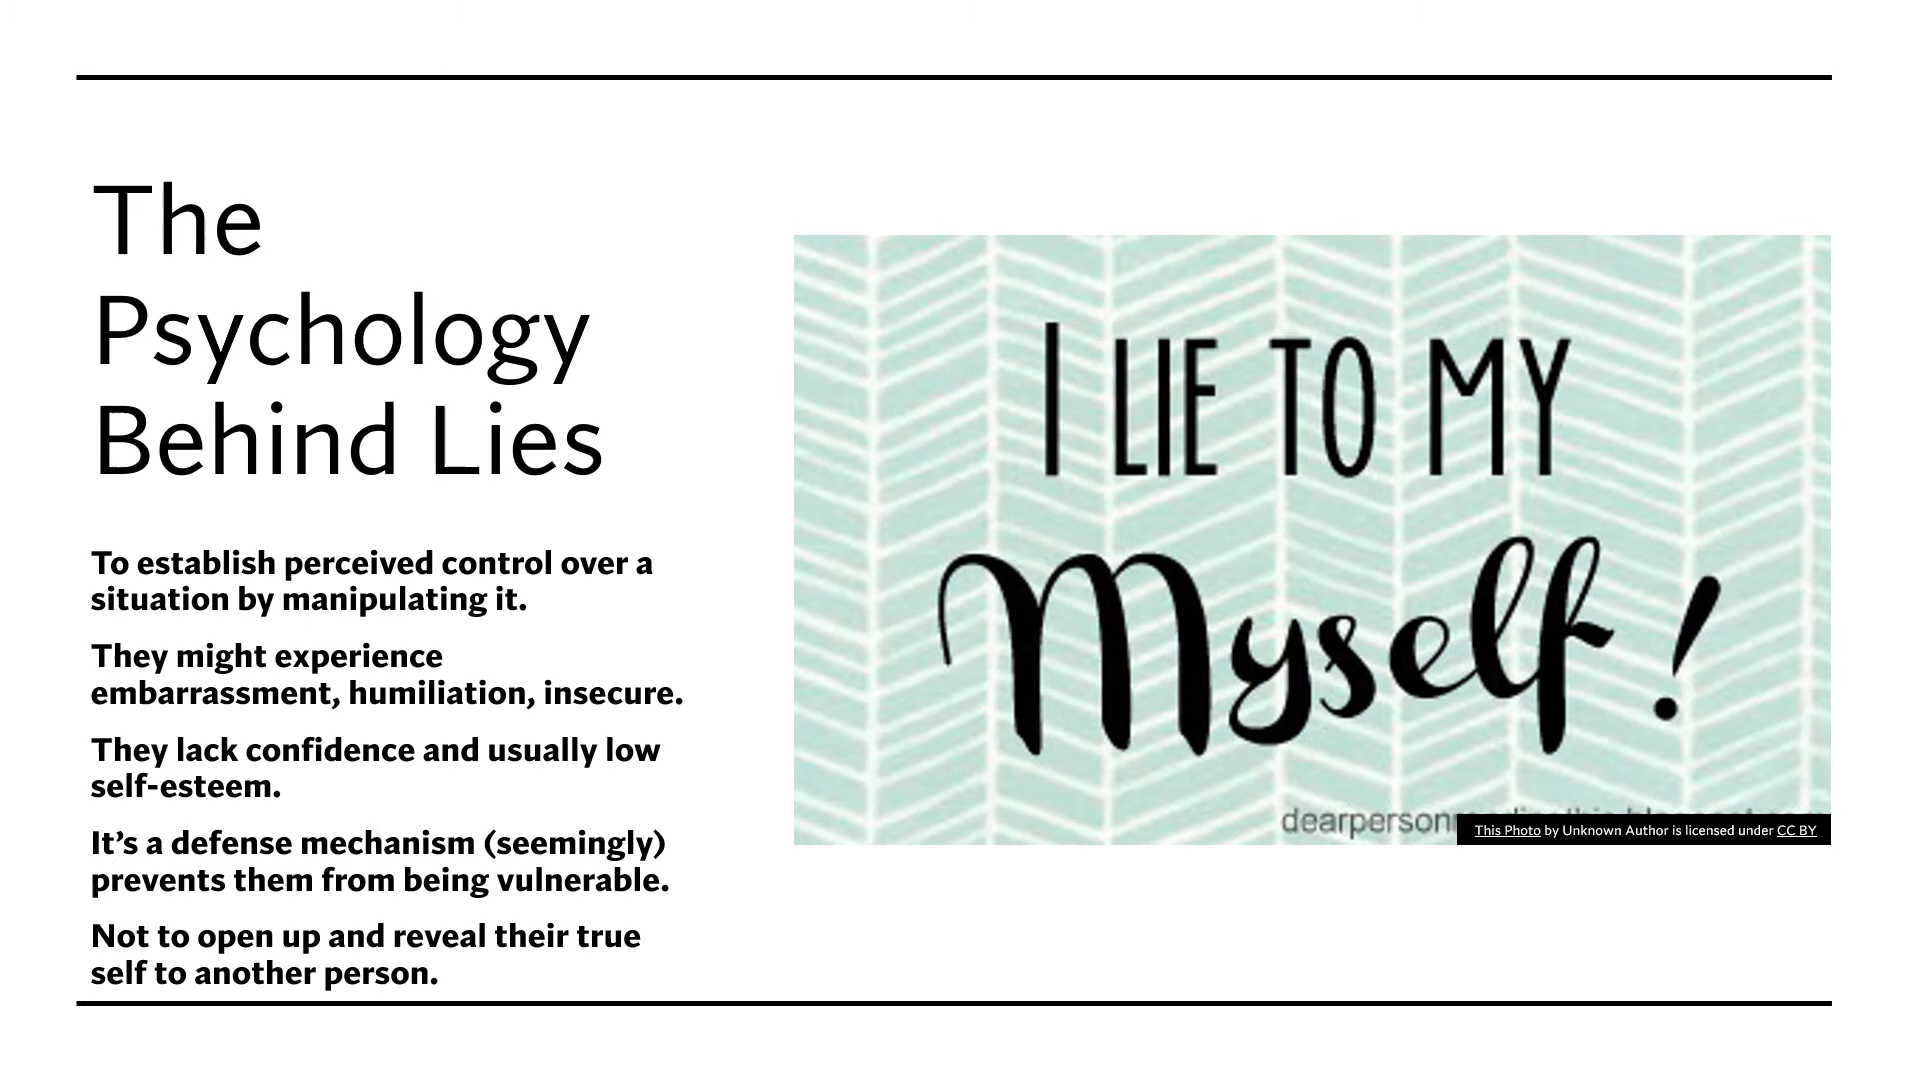 The
Psychology
Behind Lies
To establish perceived control over a
situation by manipulating it.
They might experience
embarrassment, humiliation, insecure.
They lack confidence and usually low
self-esteem.
It’s a defense mechanism (seemingly)
prevents them from being vulnerable.
Not to open up and reveal their true
self to another person.
I LIE TO MY
Myself!
This Photo by Unknown Author is licensed under CC BY